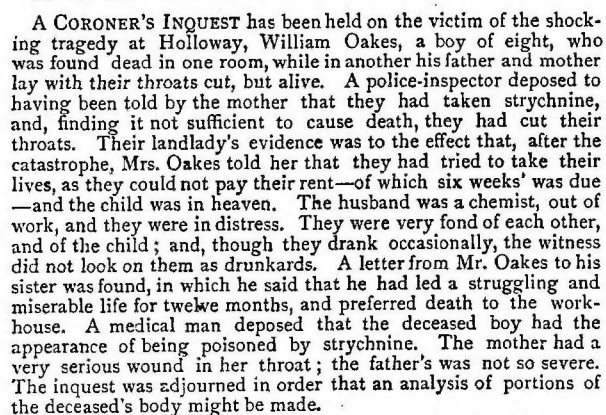 A CORONER'S INQUEST has been held on the victim of the shock-
ing tragedy at Holloway, William Oakes, a boy of eight, who
was found dead in one room, while in another his father and mother
lay with their throats cut, but alive. A police-inspector deposed to
having been told by the mother that they had taken strychnine,
and, finding it not sufficient to cause death, they had cut their
throats. Their landlady's evidence was to the effect that, after the
catastrophe, Mrs. Oakes told her that they had tried to take their
lives, as they could not pay their rent—of which six weeks' was due
—and the child was in heaven. The husband was a chemist, out of
work, and they were in distress. They were very fond of each other,
and of the child; and, though they drank occasionally, the witness
did not look on them as drunkards. A letter from Mr. Oakes to his
sister was found, in which he said that he had led a struggling and
miserable life for twelve months, and preferred death to the work-
house. A medical man deposed that the deceased boy had the
appearance of being poisoned by strychnine. The mother had a
very serious wound in her throat; the father's was not so severe.
The inquest was adjourned in order that an analysis of portions of
the deceased's body might be made.